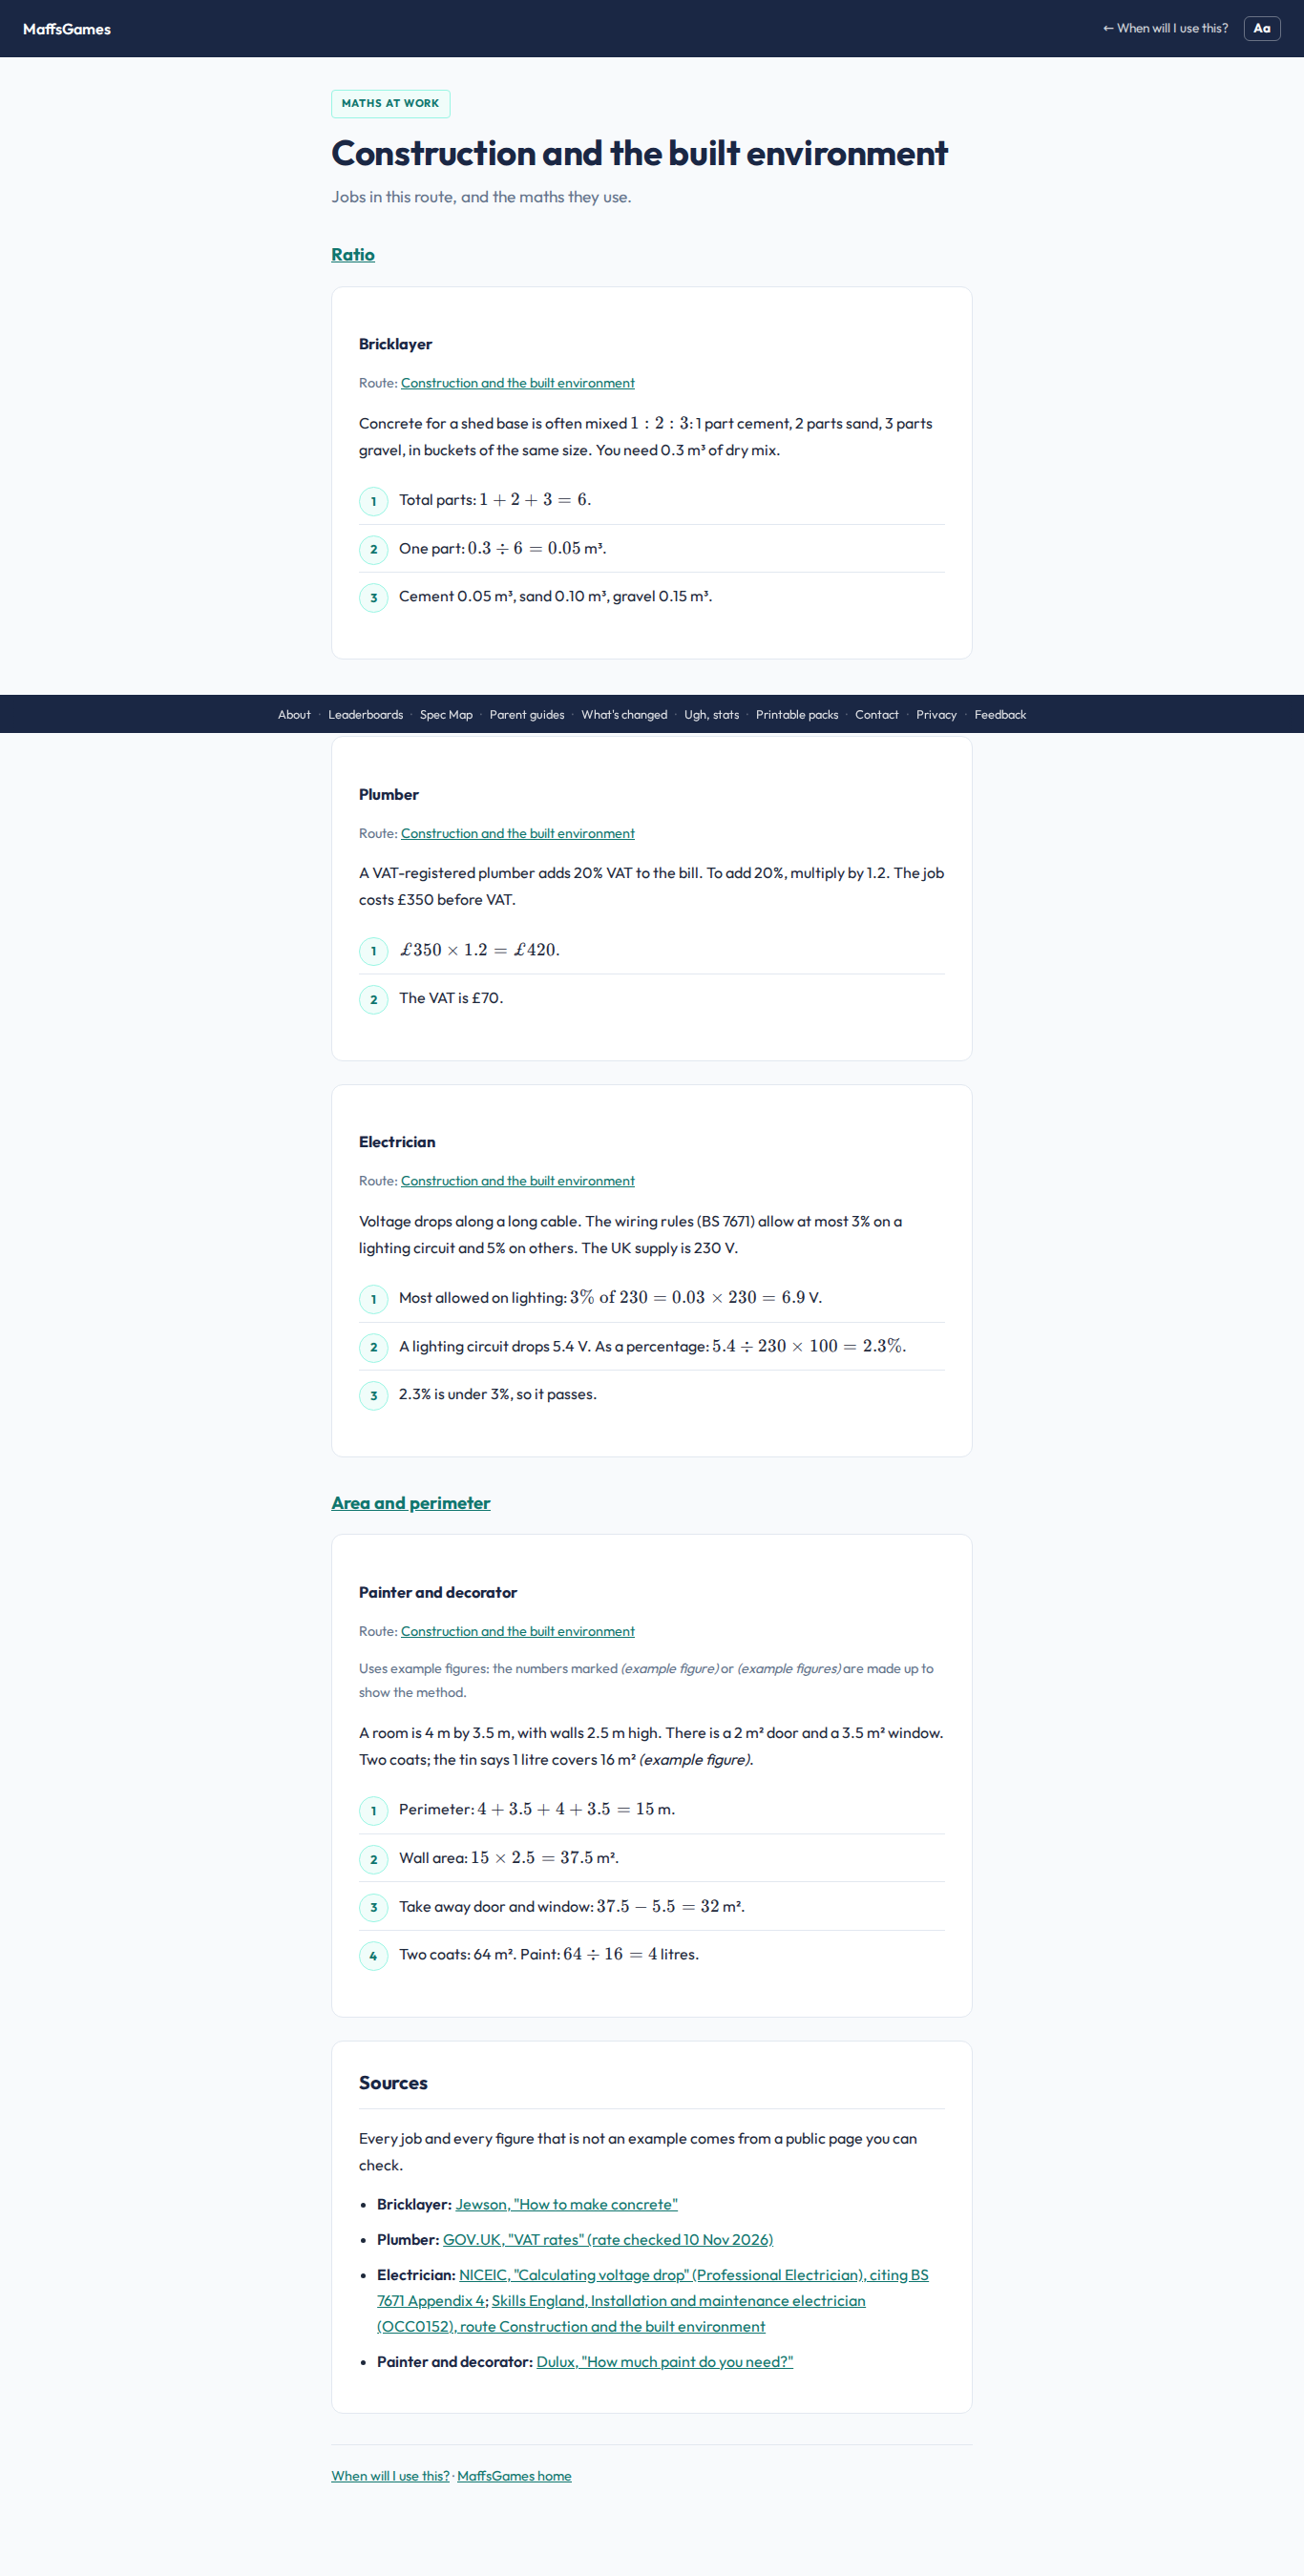 MaffsGames
← When will I use this?
Aa
MATHS AT WORK
Construction and the built environment
Jobs in this route, and the maths they use.
Ratio
Bricklayer
Route: Construction and the built environment
Concrete for a shed base is often mixed 1 : 2 : 3: 1 part cement, 2 parts sand, 3 parts
gravel, in buckets of the same size. You need 0.3 m³ of dry mix.
1 Total parts: 1 + 2 + 3 = 6.
2 One part: 0.3 ÷ 6 = 0.05 m³.
3 Cement 0.05 m³, sand 0.10 m³, gravel 0.15 m³.
About · Leaderboards · Spec Map · Parent guides · What's changed · Ugh, stats · Printable packs · Contact · Privacy · Feedback
Plumber
Route: Construction and the built environment
A VAT-registered plumber adds 20% VAT to the bill. To add 20%, multiply by 1.2. The job
costs £350 before VAT.
1 £350 × 1.2 = £420.
2 The VAT is £70.
Electrician
Route: Construction and the built environment
Voltage drops along a long cable. The wiring rules (BS 7671) allow at most 3% on a
lighting circuit and 5% on others. The UK supply is 230 V.
1 Most allowed on lighting: 3% of 230 = 0.03 × 230 = 6.9 V.
2 A lighting circuit drops 5.4 V. As a percentage: 5.4 ÷ 230 × 100 = 2.3%.
3 2.3% is under 3%, so it passes.
Area and perimeter
Painter and decorator
Route: Construction and the built environment
Uses example figures: the numbers marked (example figure) or (example figures) are made up to
show the method.
A room is 4 m by 3.5 m, with walls 2.5 m high. There is a 2 m² door and a 3.5 m² window.
Two coats; the tin says 1 litre covers 16 m² (example figure).
1 Perimeter: 4 + 3.5 + 4 + 3.5 = 15 m.
2 Wall area: 15 × 2.5 = 37.5 m².
3 Take away door and window: 37.5 − 5.5 = 32 m².
4 Two coats: 64 m². Paint: 64 ÷ 16 = 4 litres.
Sources
Every job and every figure that is not an example comes from a public page you can
check.
• Bricklayer: Jewson, "How to make concrete"
• Plumber: GOV.UK, "VAT rates" (rate checked 10 Nov 2026)
• Electrician: NICEIC, "Calculating voltage drop" (Professional Electrician), citing BS
7671 Appendix 4; Skills England, Installation and maintenance electrician
(OCC0152), route Construction and the built environment
• Painter and decorator: Dulux, "How much paint do you need?"
When will I use this? · MaffsGames home